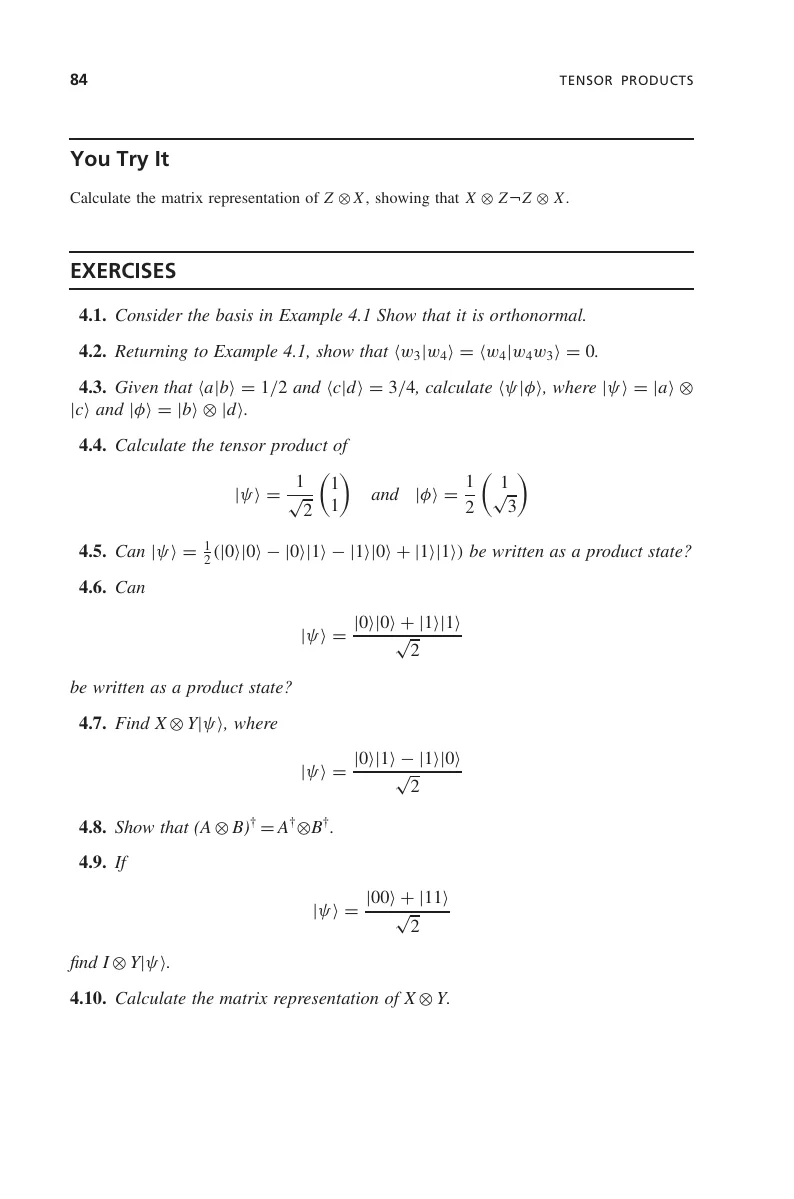 84 TENSOR PRODUCTS
You Try It
Calculate the matrix representation of Z ⊗X, showing that X ⊗ Z¬Z ⊗ X.
EXERCISES
4.1. Consider the basis in Example 4.1 Show that it is orthonormal.
4.2. Returning to Example 4.1, show that ⟨w₃|w₄⟩ = ⟨w₄|w₄w₃⟩ = 0.
4.3. Given that ⟨a|b⟩ = 1/2 and ⟨c|d⟩ = 3/4, calculate ⟨ψ|ϕ⟩, where |ψ⟩ = |a⟩ ⊗
|c⟩ and |ϕ⟩ = |b⟩ ⊗ |d⟩.
4.4. Calculate the tensor product of
|ψ⟩ = 1/√2 (1 1) and |ϕ⟩ = 1/2 (1 √3)
4.5. Can |ψ⟩ = ½(|0⟩|0⟩ − |0⟩|1⟩ − |1⟩|0⟩ + |1⟩|1⟩) be written as a product state?
4.6. Can
|ψ⟩ = |0⟩|0⟩ + |1⟩|1⟩ / √2
be written as a product state?
4.7. Find X ⊗ Y|ψ⟩, where
|ψ⟩ = |0⟩|1⟩ − |1⟩|0⟩ / √2
4.8. Show that (A ⊗ B)† = A†⊗B†.
4.9. If
|ψ⟩ = |00⟩ + |11⟩ / √2
find I ⊗ Y|ψ⟩.
4.10. Calculate the matrix representation of X ⊗ Y.